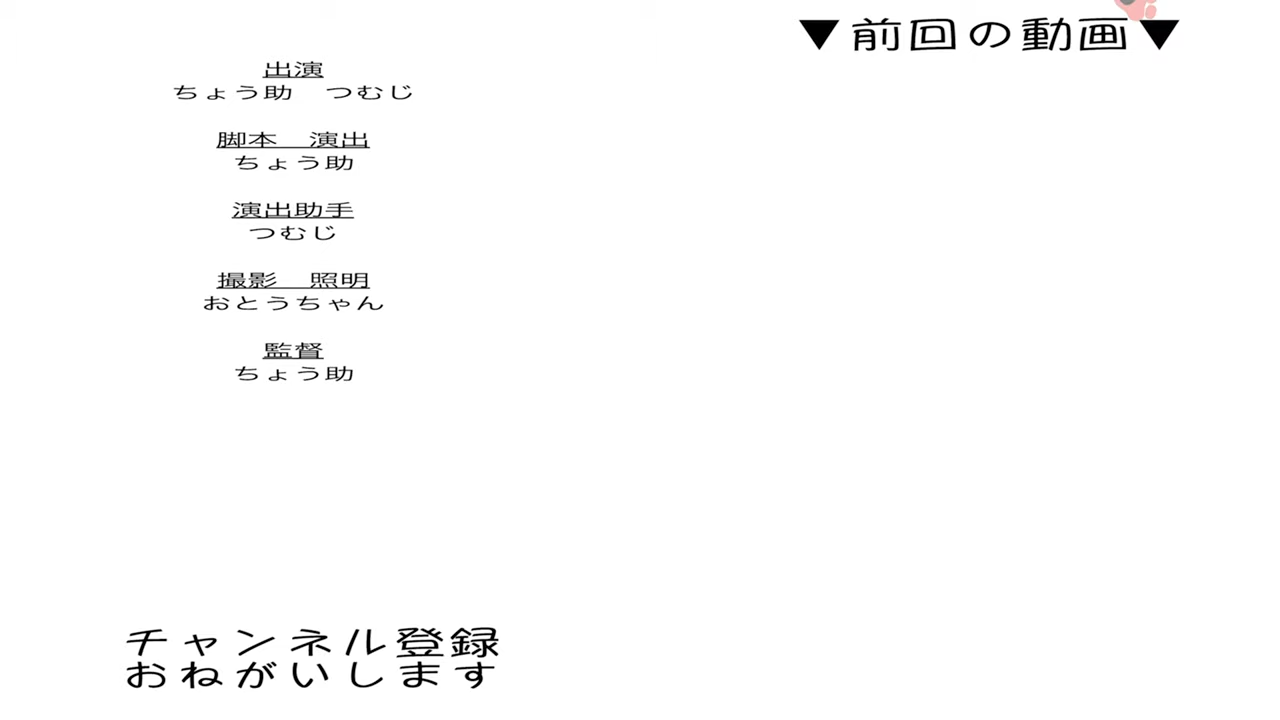 ▼前回の動画▼
出演
ちょう助　つむじ
脚本　演出
ちょう助
演出助手
つむじ
撮影　照明
おとうちゃん
監督
ちょう助
チャンネル登録
おねがいします